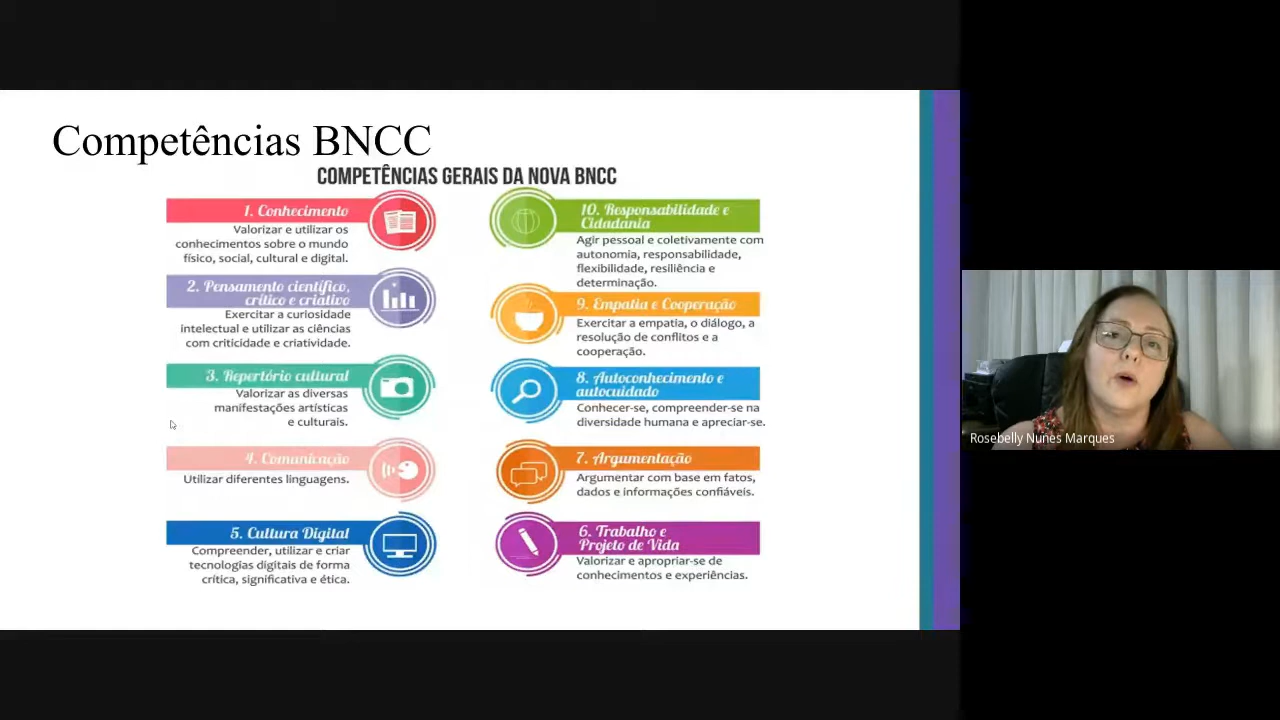 Competências BNCC
COMPETÊNCIAS GERAIS DA NOVA BNCC
1. Conhecimento
Valorizar e utilizar os
conhecimentos sobre o mundo
físico, social, cultural e digital.
2. Pensamento científico,
crítico e criativo
Exercitar a curiosidade
intelectual e utilizar as ciências
com criticidade e criatividade.
3. Repertório cultural
Valorizar as diversas
manifestações artísticas
e culturais.
4. Comunicação
Utilizar diferentes linguagens.
5. Cultura Digital
Compreender, utilizar e criar
tecnologias digitais de forma
crítica, significativa e ética.
10. Responsabilidade e
Cidadania
Agir pessoal e coletivamente com
autonomia, responsabilidade,
flexibilidade, resiliência e
determinação.
9. Empatia e Cooperação
Exercitar a empatia, o diálogo, a
resolução de conflitos e a
cooperação.
8. Autoconhecimento e
autocuidado
Conhecer-se, compreender-se na
diversidade humana e apreciar-se.
7. Argumentação
Argumentar com base em fatos,
dados e informações confiáveis.
6. Trabalho e
Projeto de Vida
Valorizar e apropriar-se de
conhecimentos e experiências.
Rosebelly Nunes Marques